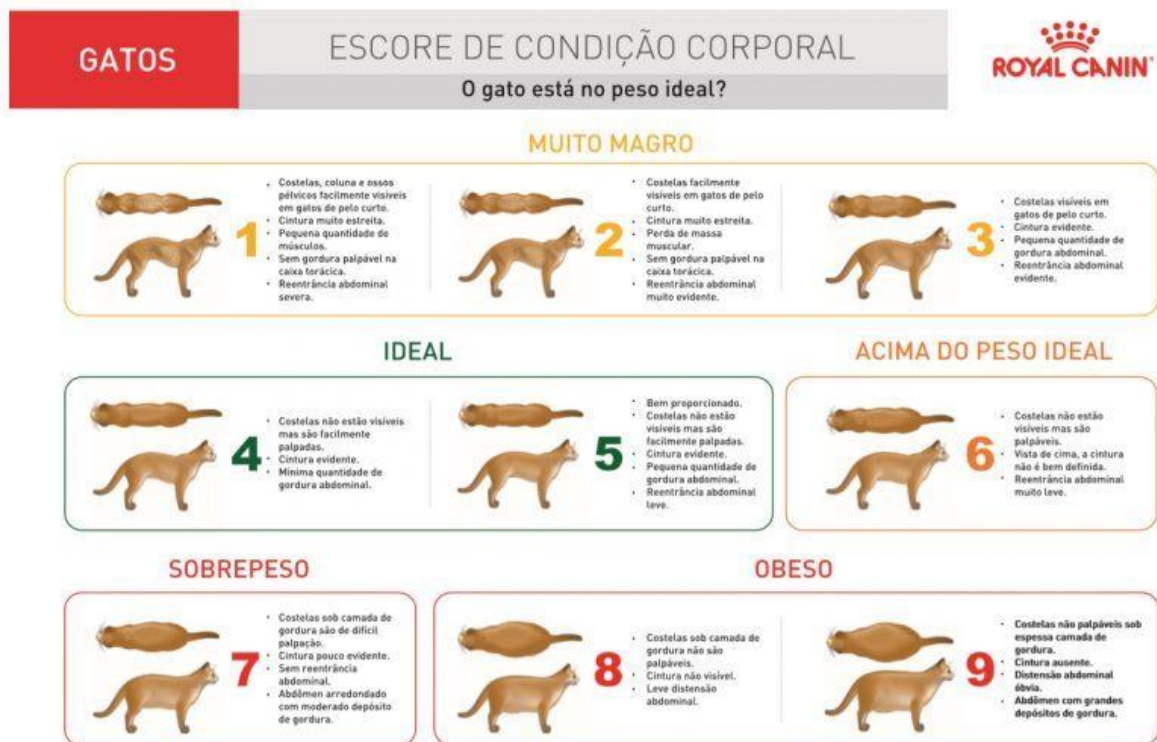 GATOS
ESCORE DE CONDIÇÃO CORPORAL
O gato está no peso ideal?
ROYAL CANIN
MUITO MAGRO
1
• Costelas, coluna e ossos
pélvicos facilmente visíveis
em gatos de pelo curto.
• Cintura muito estreita.
• Pequena quantidade de
músculos.
• Sem gordura palpável na
caixa torácica.
• Reentrância abdominal
severa.
2
• Costelas facilmente
visíveis em gatos de pelo
curto.
• Cintura muito estreita.
• Perda de massa
muscular.
• Sem gordura palpável na
caixa torácica.
• Reentrância abdominal
muito evidente.
3
• Costelas visíveis em
gatos de pelo curto.
• Cintura evidente.
• Pequena quantidade de
gordura abdominal.
• Reentrância abdominal
evidente.
IDEAL
4
• Costelas não estão visíveis
mas são facilmente
palpadas.
• Cintura evidente.
• Mínima quantidade de
gordura abdominal.
5
• Bem proporcionado.
• Costelas não estão
visíveis mas são
facilmente palpadas.
• Cintura evidente.
• Pequena quantidade de
gordura abdominal.
• Reentrância abdominal
leve.
ACIMA DO PESO IDEAL
6
• Costelas não estão
visíveis mas são
palpáveis.
• Vista de cima, a cintura
não é bem definida.
• Reentrância abdominal
muito leve.
SOBREPESO
7
• Costelas sob camada de
gordura são de difícil
palpação.
• Cintura pouco evidente.
• Sem reentrância
abdominal.
• Abdômen arredondado
com moderado depósito
de gordura.
OBESO
8
• Costelas sob camada de
gordura não são
palpáveis.
• Cintura não visível.
• Leve distensão
abdominal.
9
• Costelas não palpáveis sob
espessa camada de
gordura.
• Cintura ausente.
• Distensão abdominal
óbvia.
• Abdômen com grandes
depósitos de gordura.